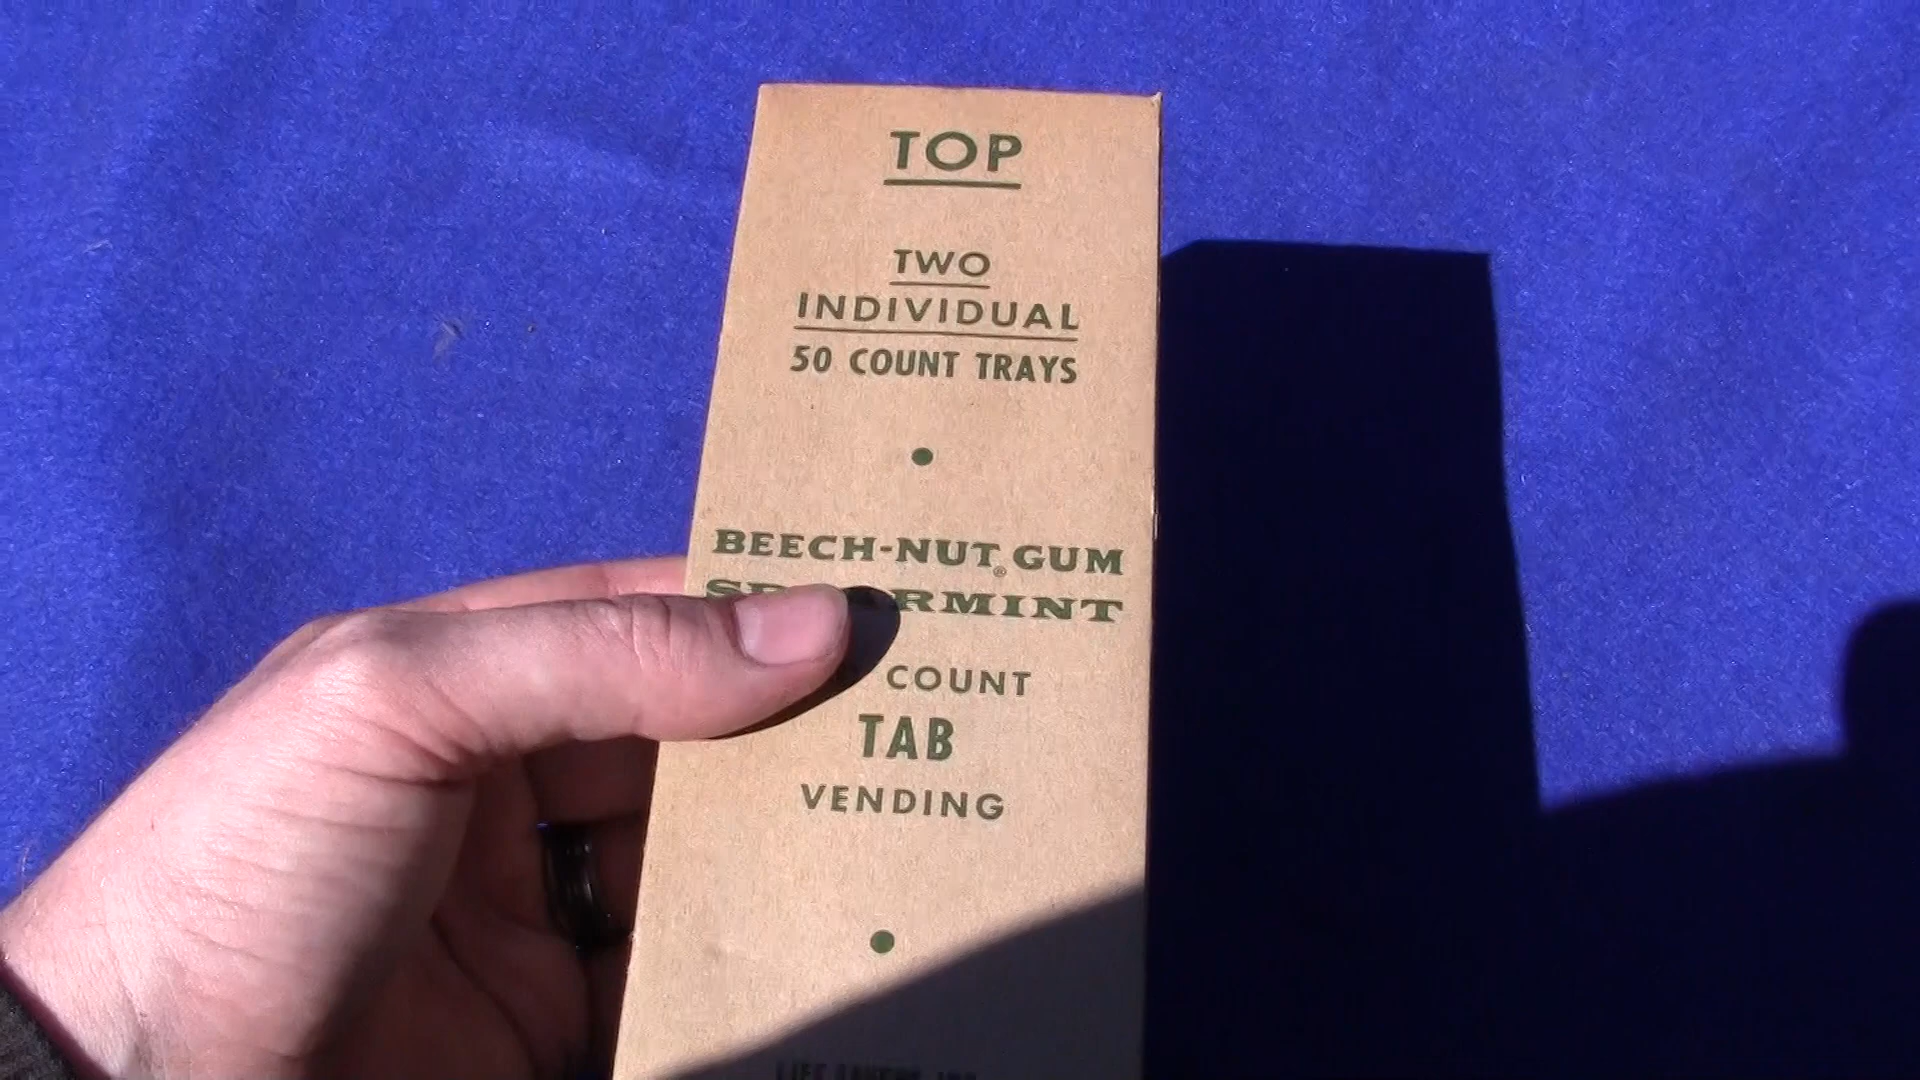 TOP
TWO
INDIVIDUAL
50 COUNT TRAYS
BEECH-NUT® GUM
SPEARMINT
COUNT
TAB
VENDING